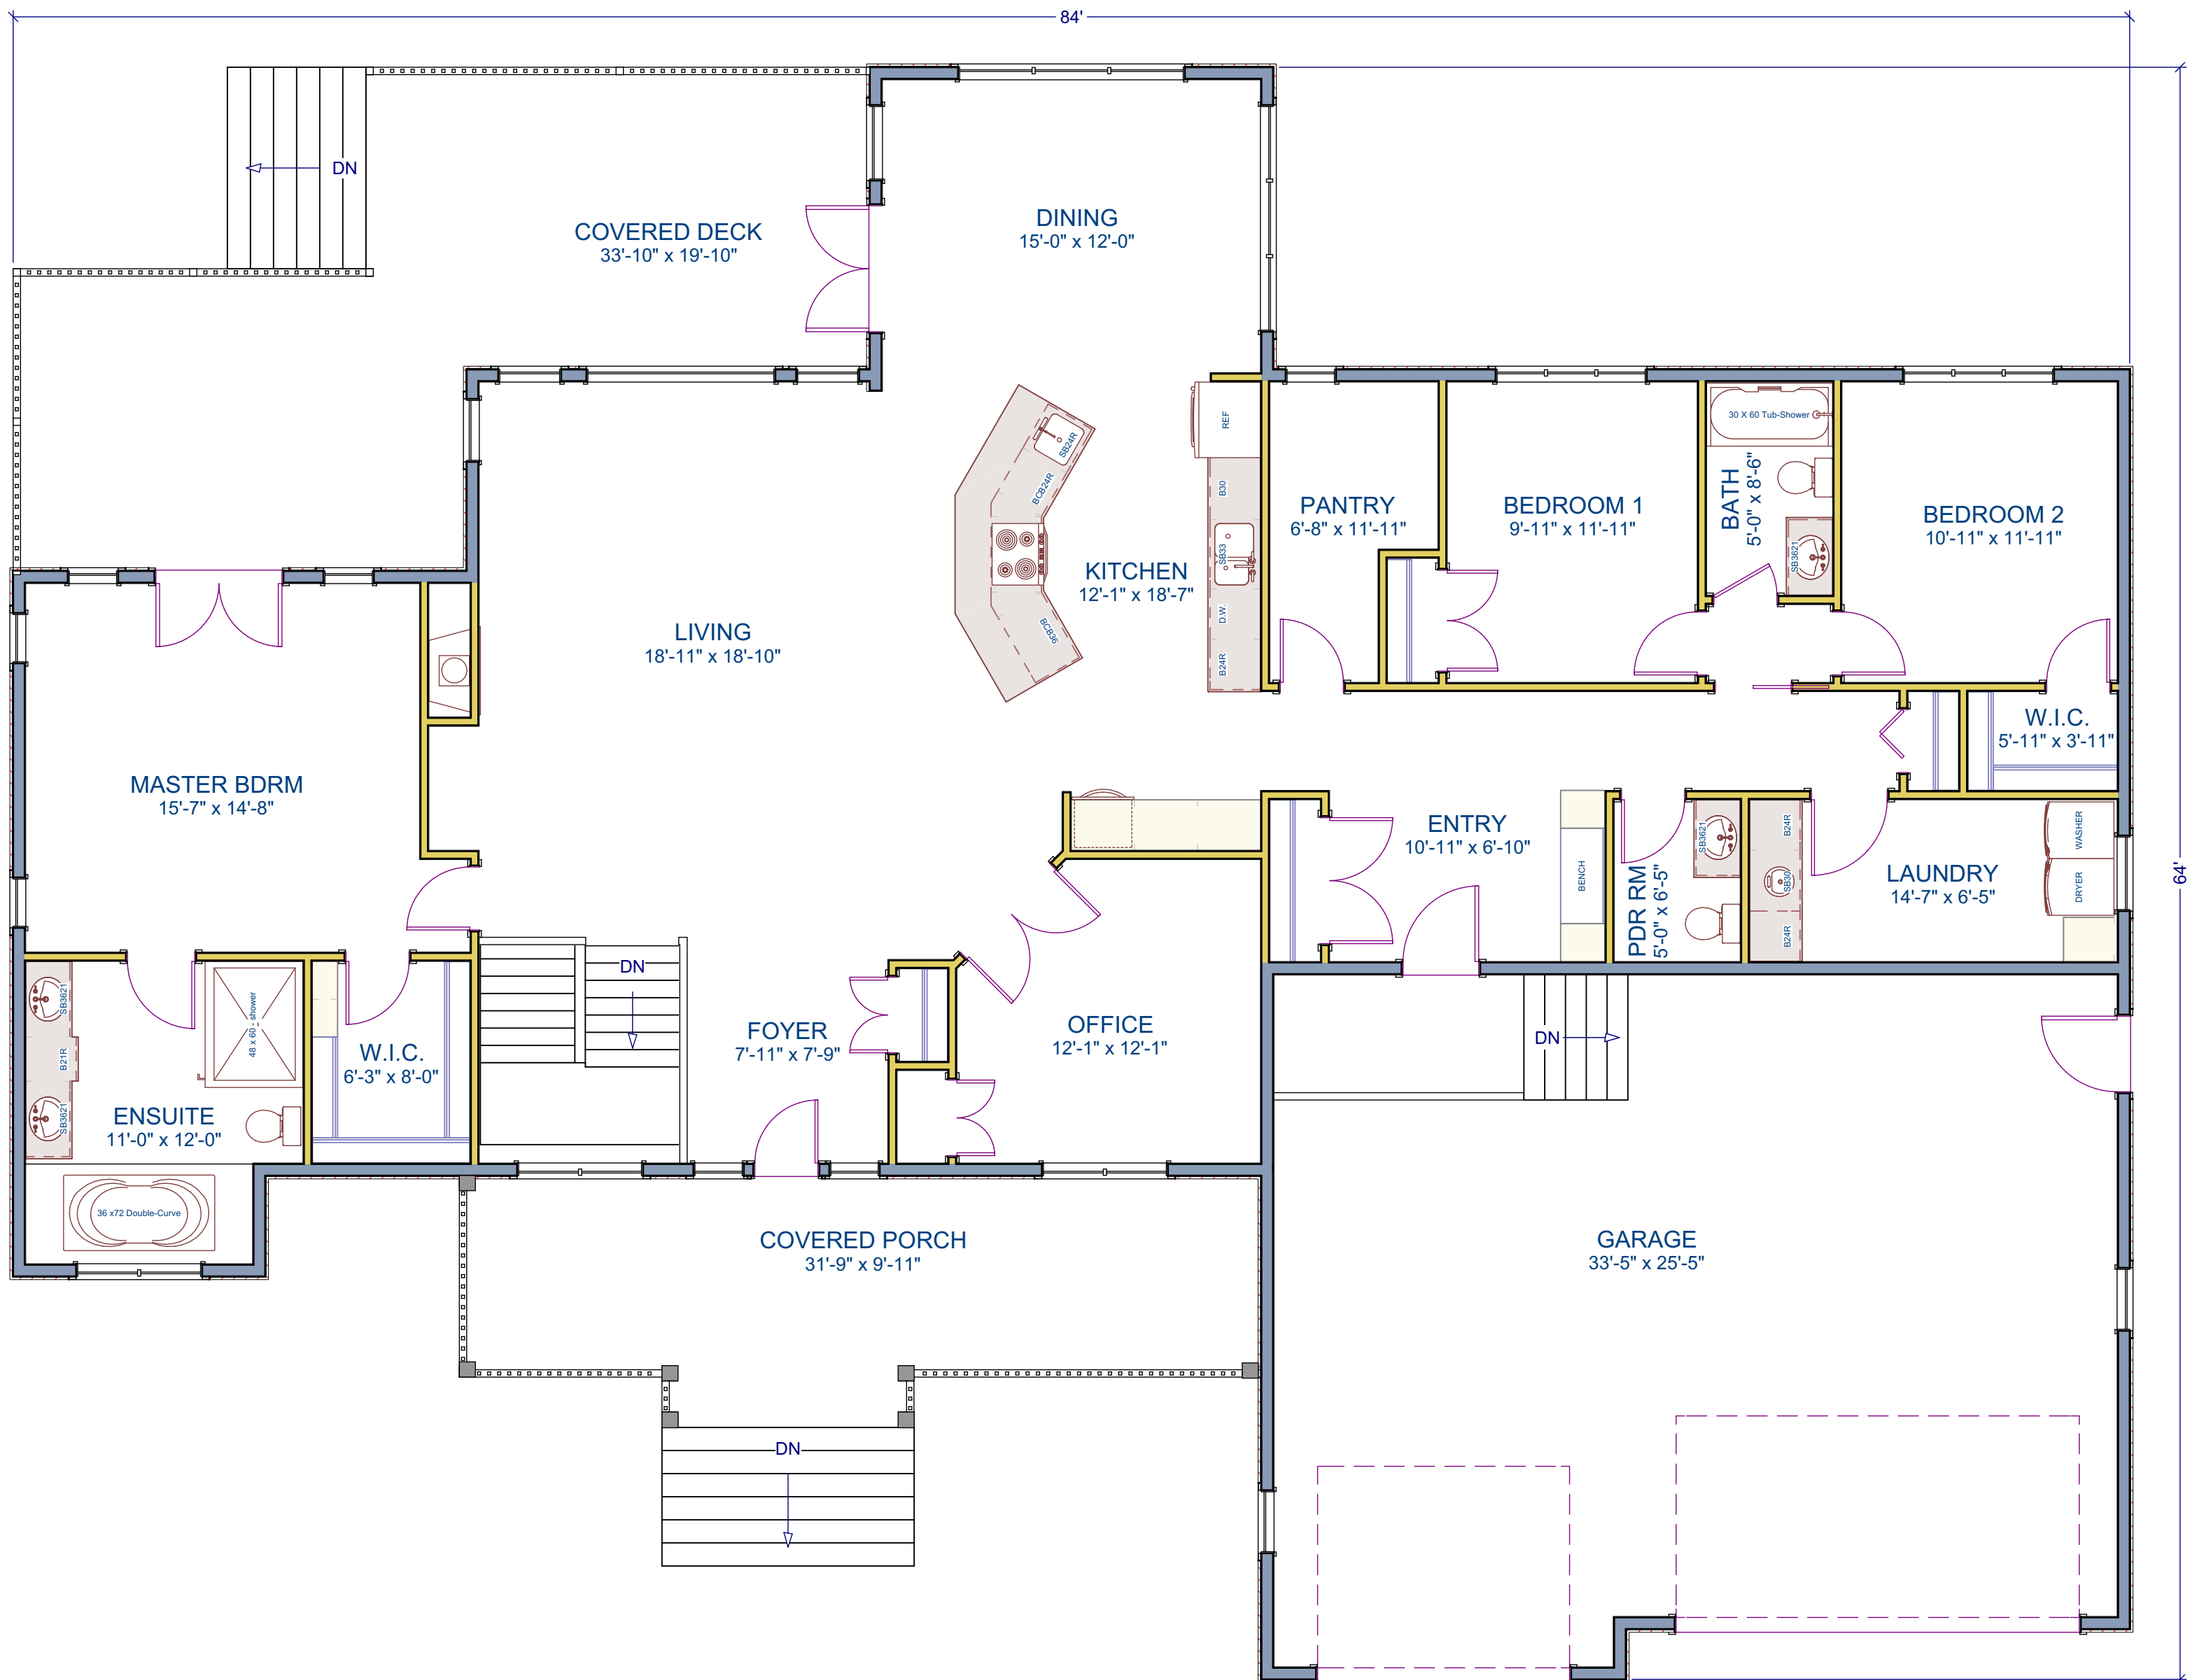 84'
DN
COVERED DECK
33'-10" x 19'-10"
DINING
15'-0" x 12'-0"
REF
SB24R
BCB24R
B30
SB33
D.W.
B24R
BCB36
KITCHEN
12'-1" x 18'-7"
PANTRY
6'-8" x 11'-11"
BEDROOM 1
9'-11" x 11'-11"
30 X 60 Tub-Shower
BATH
5'-0" x 8'-6"
SB3621
BEDROOM 2
10'-11" x 11'-11"
LIVING
18'-11" x 18'-10"
W.I.C.
5'-11" x 3'-11"
MASTER BDRM
15'-7" x 14'-8"
ENTRY
10'-11" x 6'-10"
BENCH
SB3621
PDR RM
5'-0" x 6'-5"
B24R
SB30
B24R
LAUNDRY
14'-7" x 6'-5"
WASHER
DRYER
64'
SB3621
B21R
SB3621
48 x 60 - shower
ENSUITE
11'-0" x 12'-0"
W.I.C.
6'-3" x 8'-0"
DN
FOYER
7'-11" x 7'-9"
OFFICE
12'-1" x 12'-1"
DN
36 x72 Double-Curve
COVERED PORCH
31'-9" x 9'-11"
GARAGE
33'-5" x 25'-5"
DN